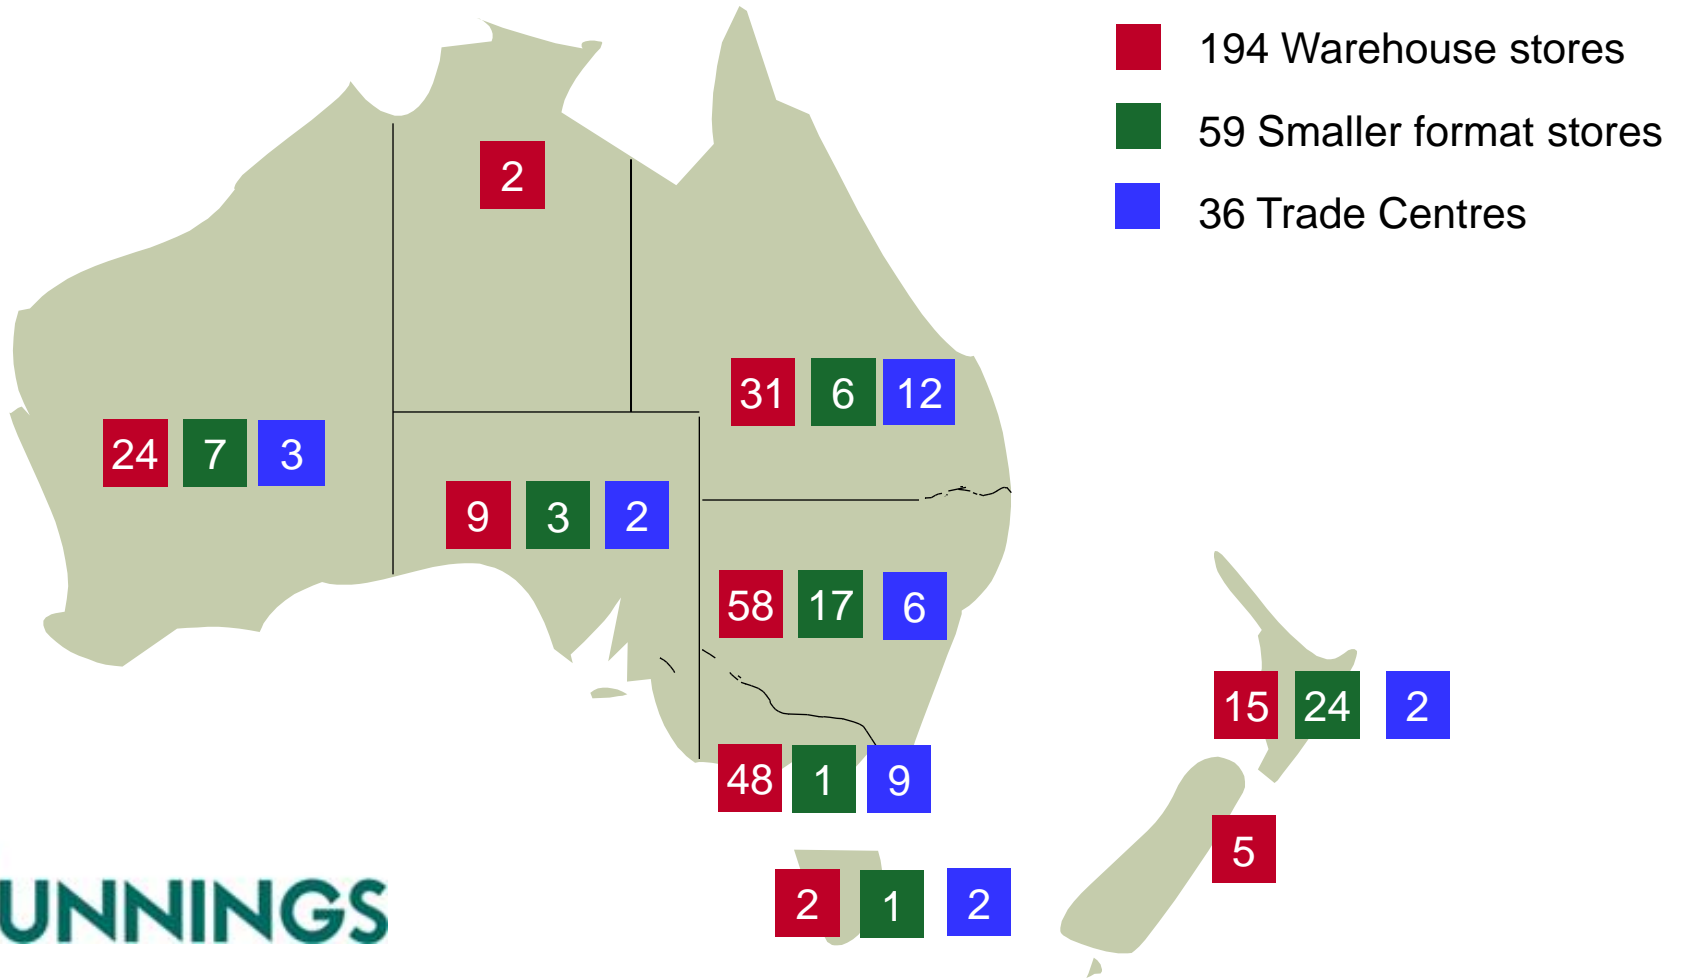 194 Warehouse stores
59 Smaller format stores
36 Trade Centres
2
31 6 12
24 7 3
9 3 2
58 17 6
15 24 2
48 1 9
5
2 1 2
UNNINGS